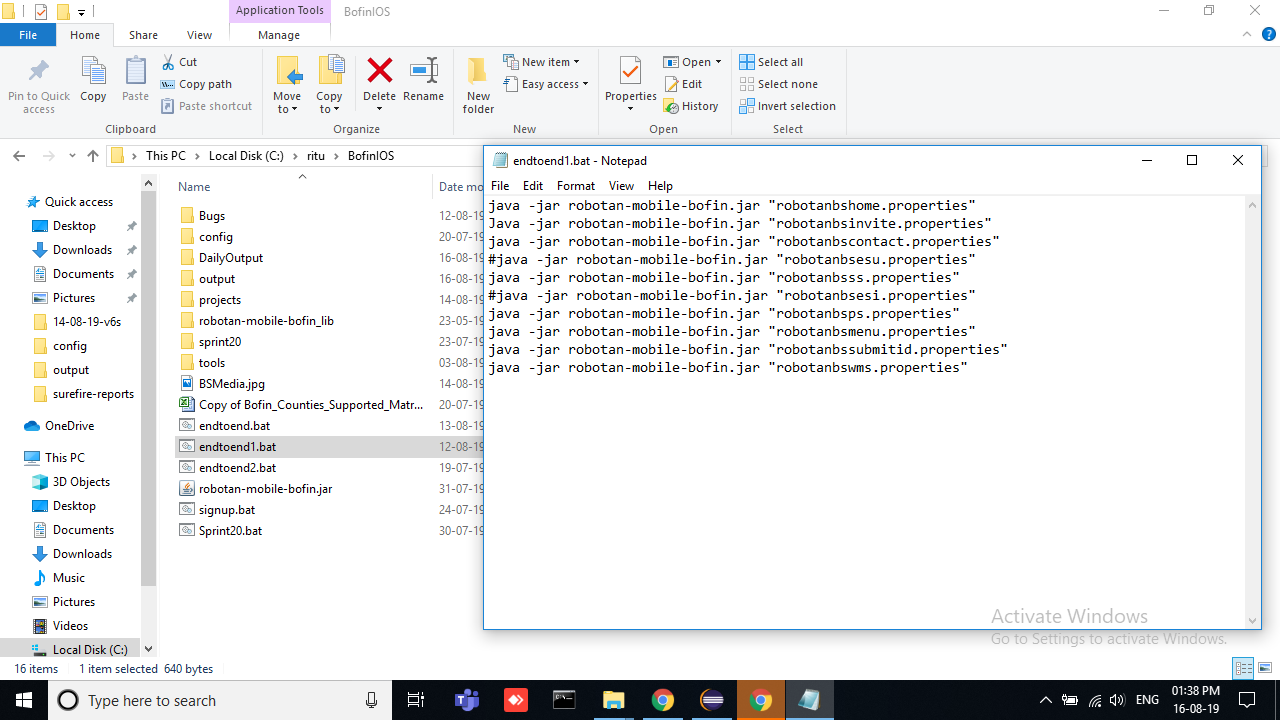 Application Tools
BofinIOS
File
Home
Share
View
Manage
Pin to Quick access
Copy
Paste
Cut
Copy path
Paste shortcut
Clipboard
Move to
Copy to
Delete
Rename
Organize
New folder
New item
Easy access
New
Properties
Open
Edit
History
Open
Select all
Select none
Invert selection
Select
This PC
Local Disk (C:)
ritu
BofinIOS
Quick access
Desktop
Downloads
Documents
Pictures
14-08-19-v6s
config
output
surefire-reports
OneDrive
This PC
3D Objects
Desktop
Documents
Downloads
Music
Pictures
Videos
Local Disk (C:)
Name Date mo
Bugs 12-08-19
config 20-07-19
DailyOutput 16-08-19
output 16-08-19
projects 14-08-19
robotan-mobile-bofin_lib 23-05-19
sprint20 23-07-19
tools 03-08-19
BSMedia.jpg 14-08-19
Copy of Bofin_Counties_Supported_Matr... 20-07-19
endtoend.bat 13-08-19
endtoend1.bat 12-08-19
endtoend2.bat 19-07-19
robotan-mobile-bofin.jar 31-07-19
signup.bat 24-07-19
Sprint20.bat 30-07-19
endtoend1.bat - Notepad
File Edit Format View Help
java -jar robotan-mobile-bofin.jar "robotanbshome.properties"
Java -jar robotan-mobile-bofin.jar "robotanbsinvite.properties"
java -jar robotan-mobile-bofin.jar "robotanbscontact.properties"
#java -jar robotan-mobile-bofin.jar "robotanbsesu.properties"
java -jar robotan-mobile-bofin.jar "robotanbsss.properties"
#java -jar robotan-mobile-bofin.jar "robotanbsesi.properties"
java -jar robotan-mobile-bofin.jar "robotanbsps.properties"
java -jar robotan-mobile-bofin.jar "robotanbsmenu.properties"
java -jar robotan-mobile-bofin.jar "robotanbssubmitid.properties"
java -jar robotan-mobile-bofin.jar "robotanbswms.properties"
Activate Windows
Go to Settings to activate Windows.
16 items 1 item selected 640 bytes
Type here to search
ENG
01:38 PM
16-08-19